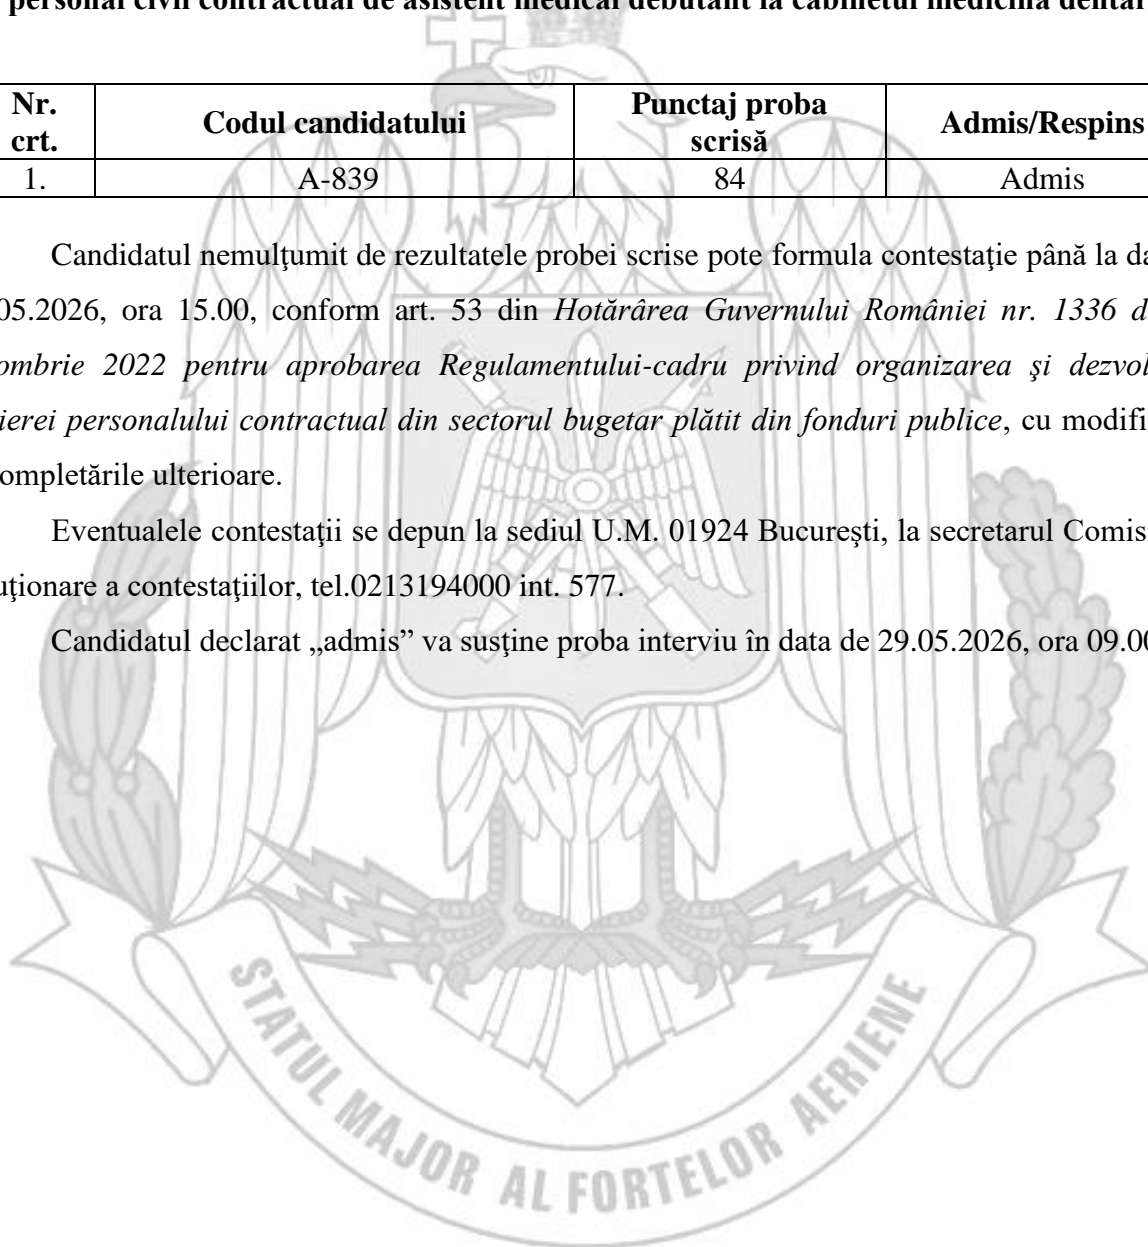 personal civil contractual de asistent medical debutant la cabinetul medicină dentar
Nr. crt. Codul candidatului Punctaj proba scrisă Admis/Respins
1. A-839 84 Admis
Candidatul nemulţumit de rezultatele probei scrise pote formula contestaţie până la da
05.2026, ora 15.00, conform art. 53 din Hotărârea Guvernului României nr. 1336 d
ombrie 2022 pentru aprobarea Regulamentului-cadru privind organizarea şi dezvol
ierei personalului contractual din sectorul bugetar plătit din fonduri publice, cu modifi
ompletările ulterioare.
Eventualele contestaţii se depun la sediul U.M. 01924 Bucureşti, la secretarul Comis
uţionare a contestaţiilor, tel.0213194000 int. 577.
Candidatul declarat „admis” va susţine proba interviu în data de 29.05.2026, ora 09.00
STATUL MAJOR AL FORTELOR AERIENE